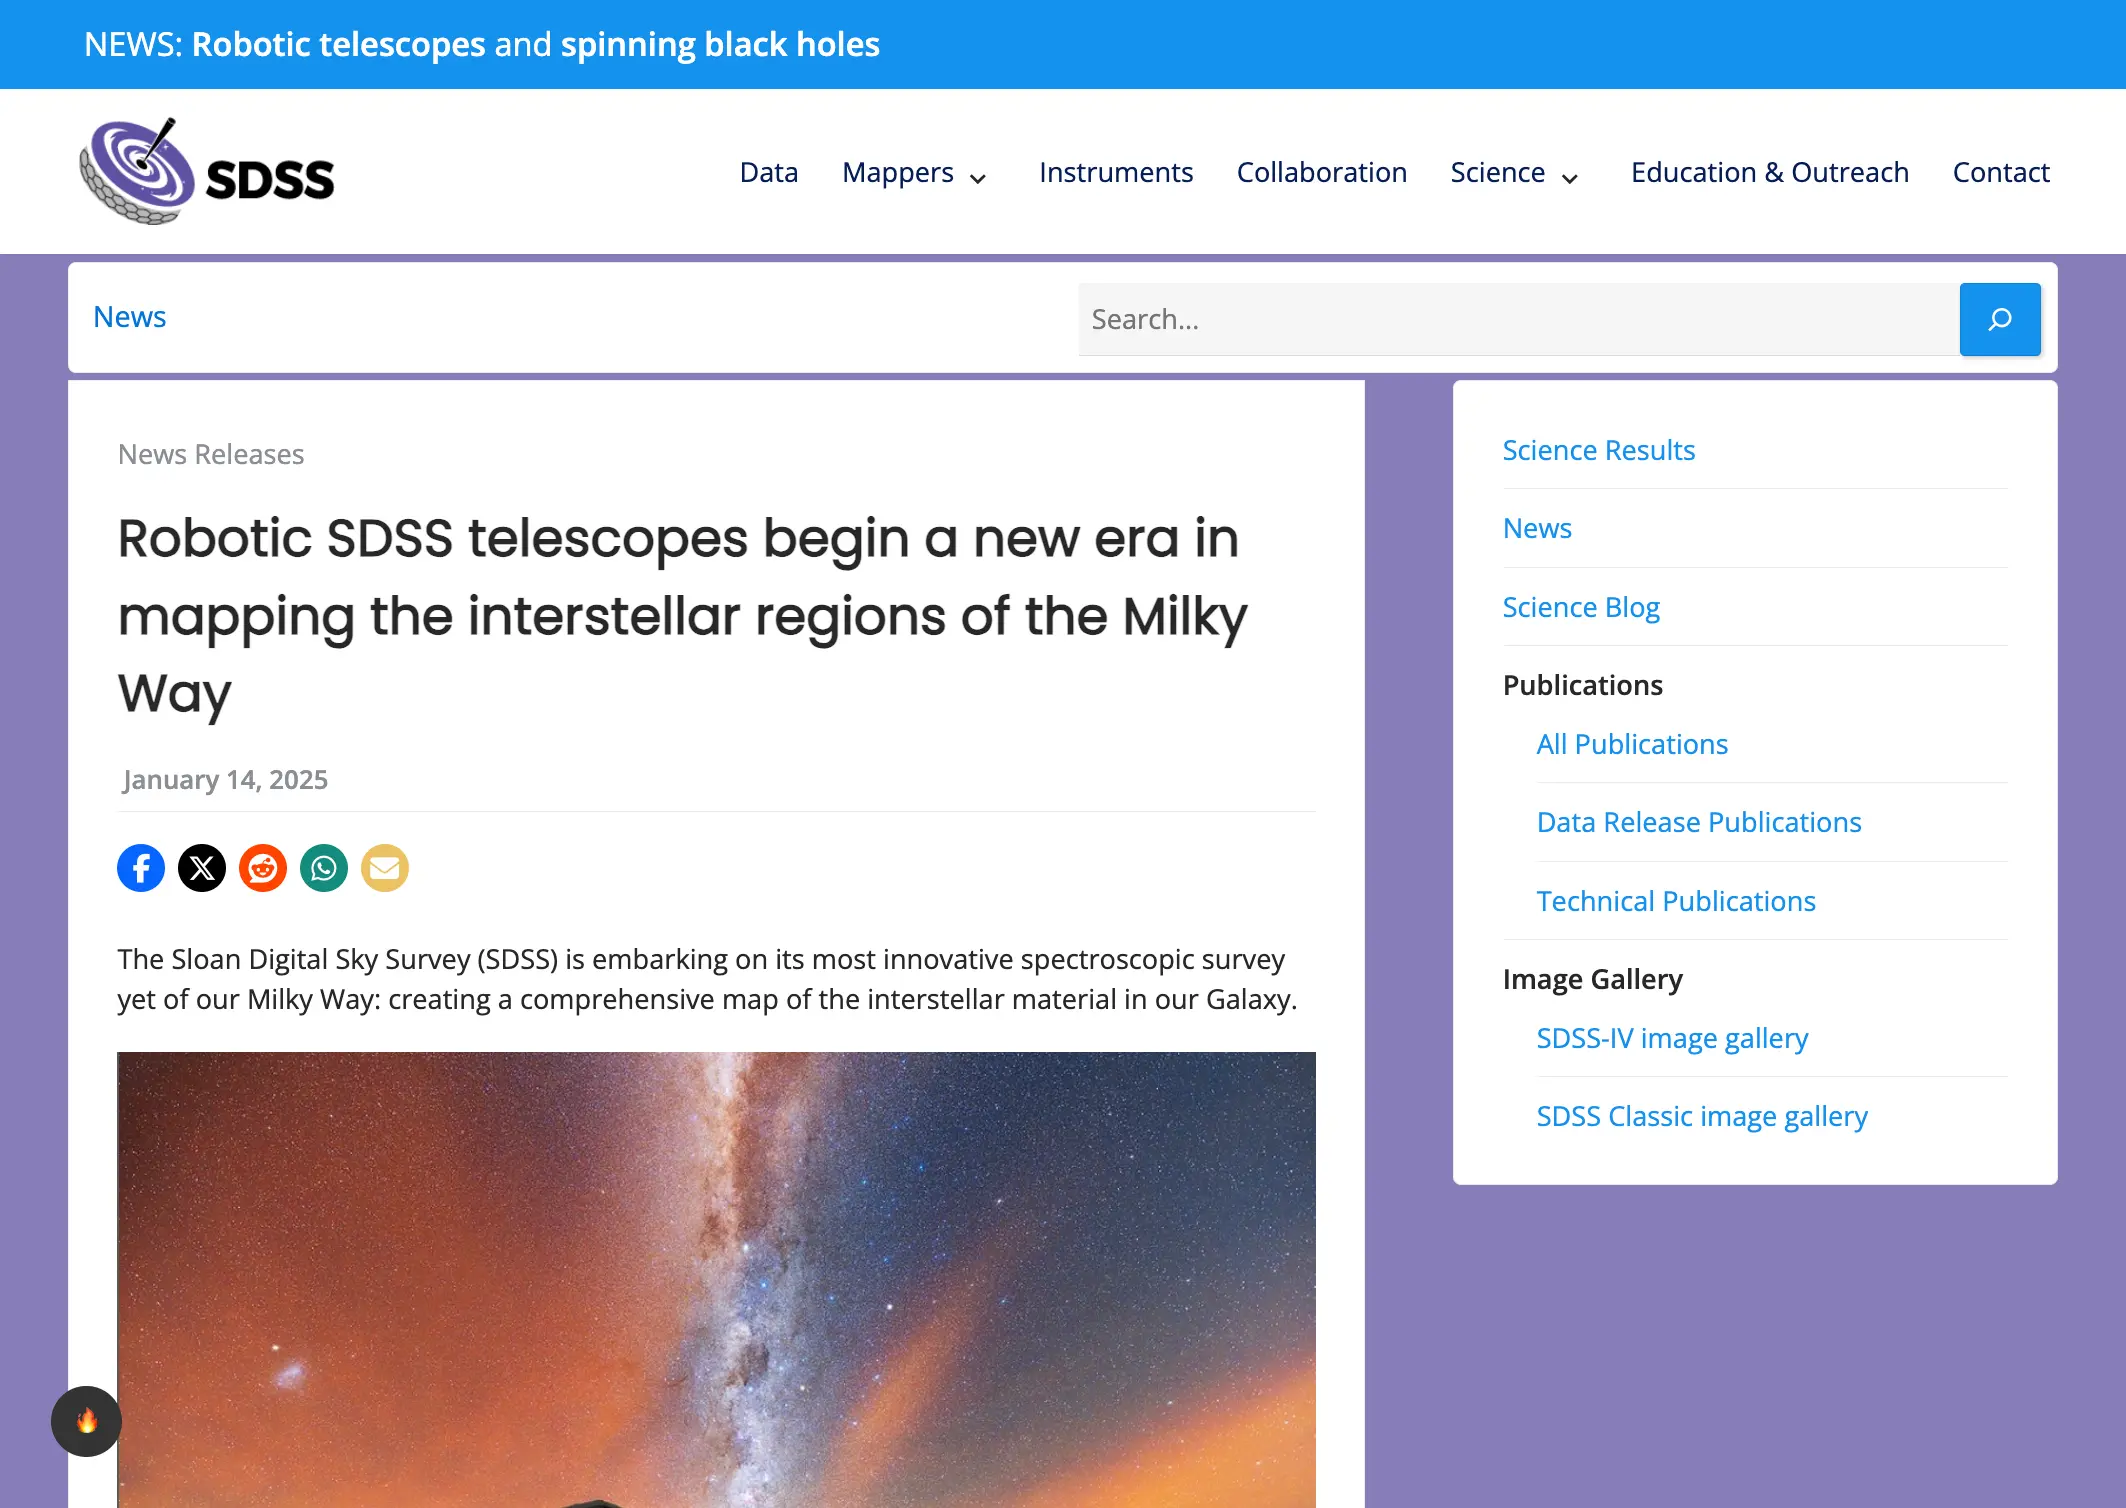 NEWS: Robotic telescopes and spinning black holes
SDSS
Data Mappers Instruments Collaboration Science Education & Outreach Contact
News
Search...
News Releases
Robotic SDSS telescopes begin a new era in
mapping the interstellar regions of the Milky
Way
January 14, 2025
The Sloan Digital Sky Survey (SDSS) is embarking on its most innovative spectroscopic survey
yet of our Milky Way: creating a comprehensive map of the interstellar material in our Galaxy.
Science Results
News
Science Blog
Publications
All Publications
Data Release Publications
Technical Publications
Image Gallery
SDSS-IV image gallery
SDSS Classic image gallery